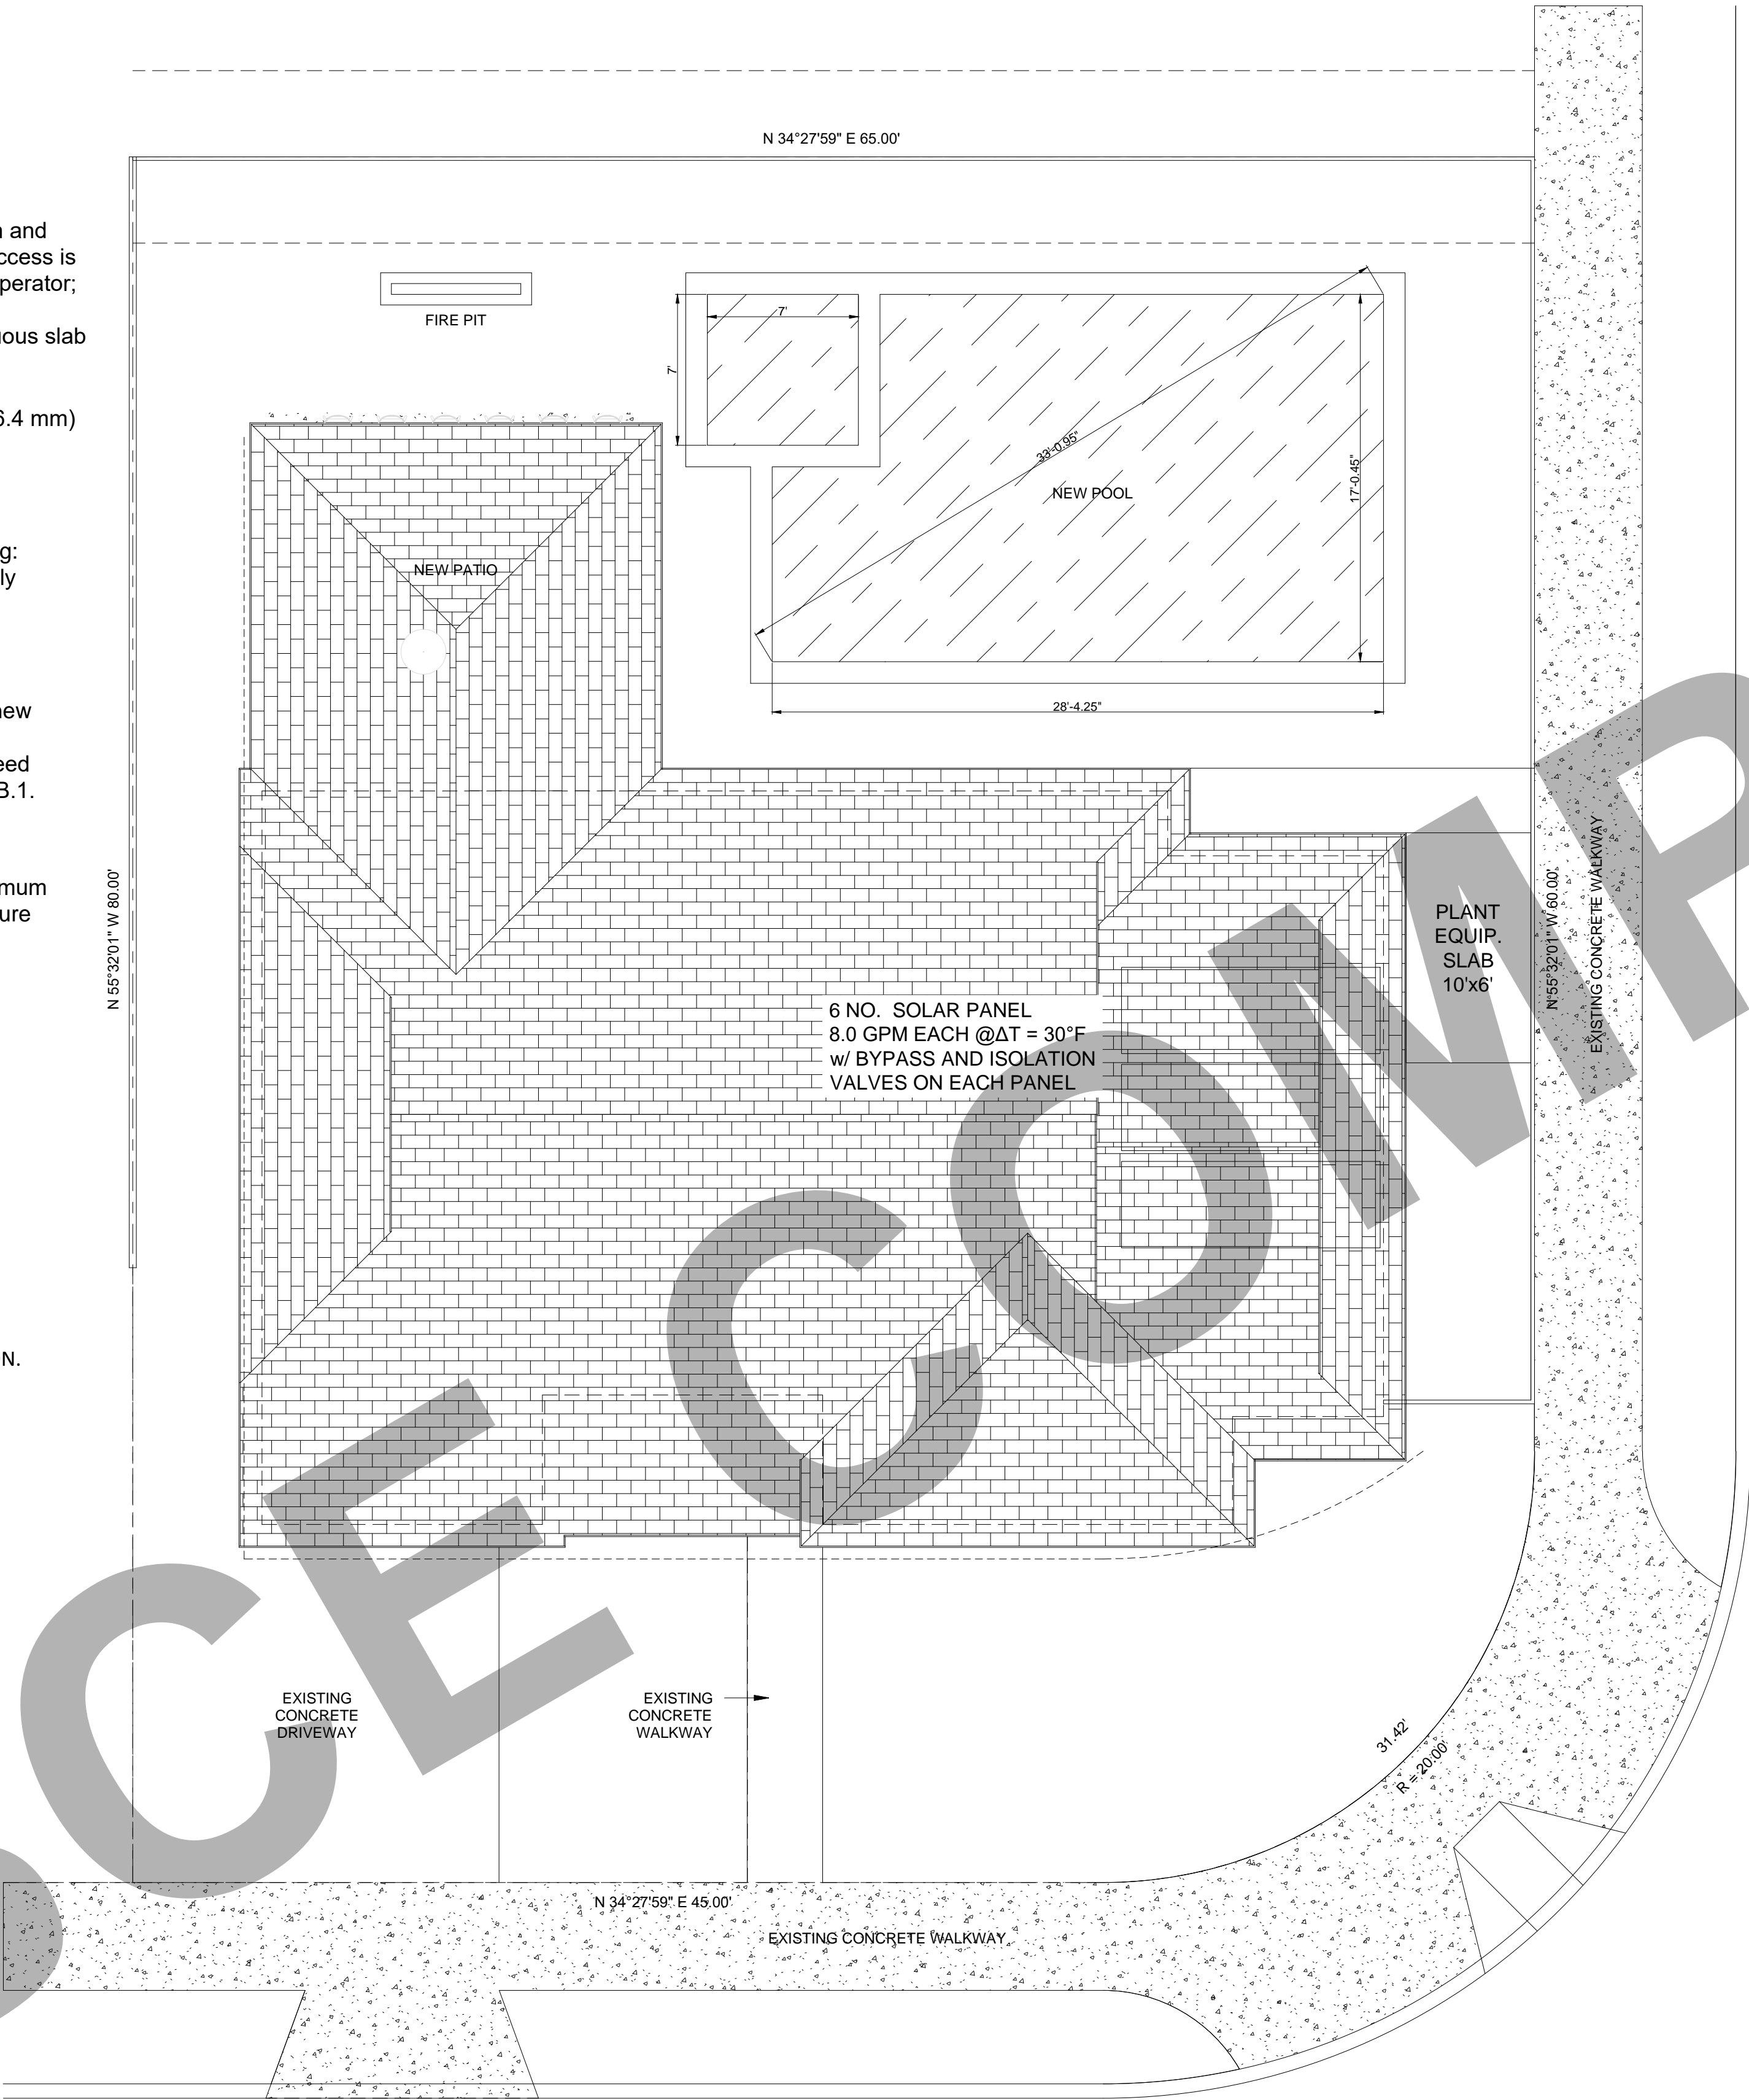 N 34°27'59" E 65.00'
n and
ccess is
perator;
uous slab
6.4 mm)
g:
ly
new
eed
B.1.
mum
ure
N.
FIRE PIT
7'
7'
33'-0.95"
17'-0.45"
NEW POOL
28'-4.25"
NEW PATIO
N 55°32'01" W 80.00'
6 NO. SOLAR PANEL
8.0 GPM EACH @ΔT = 30°F
w/ BYPASS AND ISOLATION
VALVES ON EACH PANEL
PLANT
EQUIP.
SLAB
10'x6'
N 55°32'01" W 60.00'
EXISTING CONCRETE WALKWAY
EXISTING
CONCRETE
DRIVEWAY
EXISTING
CONCRETE
WALKWAY
31.42'
R = 20.00'
N 34°27'59" E 45.00'
EXISTING CONCRETE WALKWAY
CE COMP